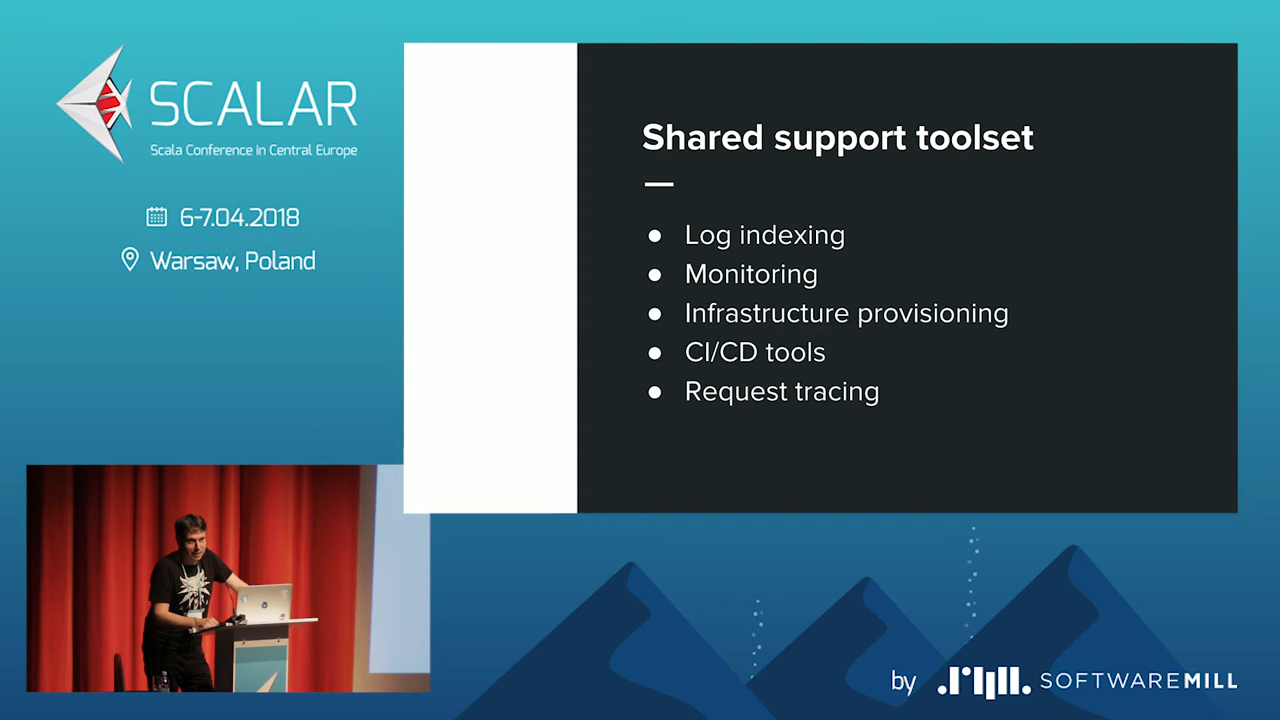 SCALAR
Scala Conference in Central Europe
6-7.04.2018
Warsaw, Poland
Shared support toolset
● Log indexing
● Monitoring
● Infrastructure provisioning
● CI/CD tools
● Request tracing
by SOFTWAREMILL